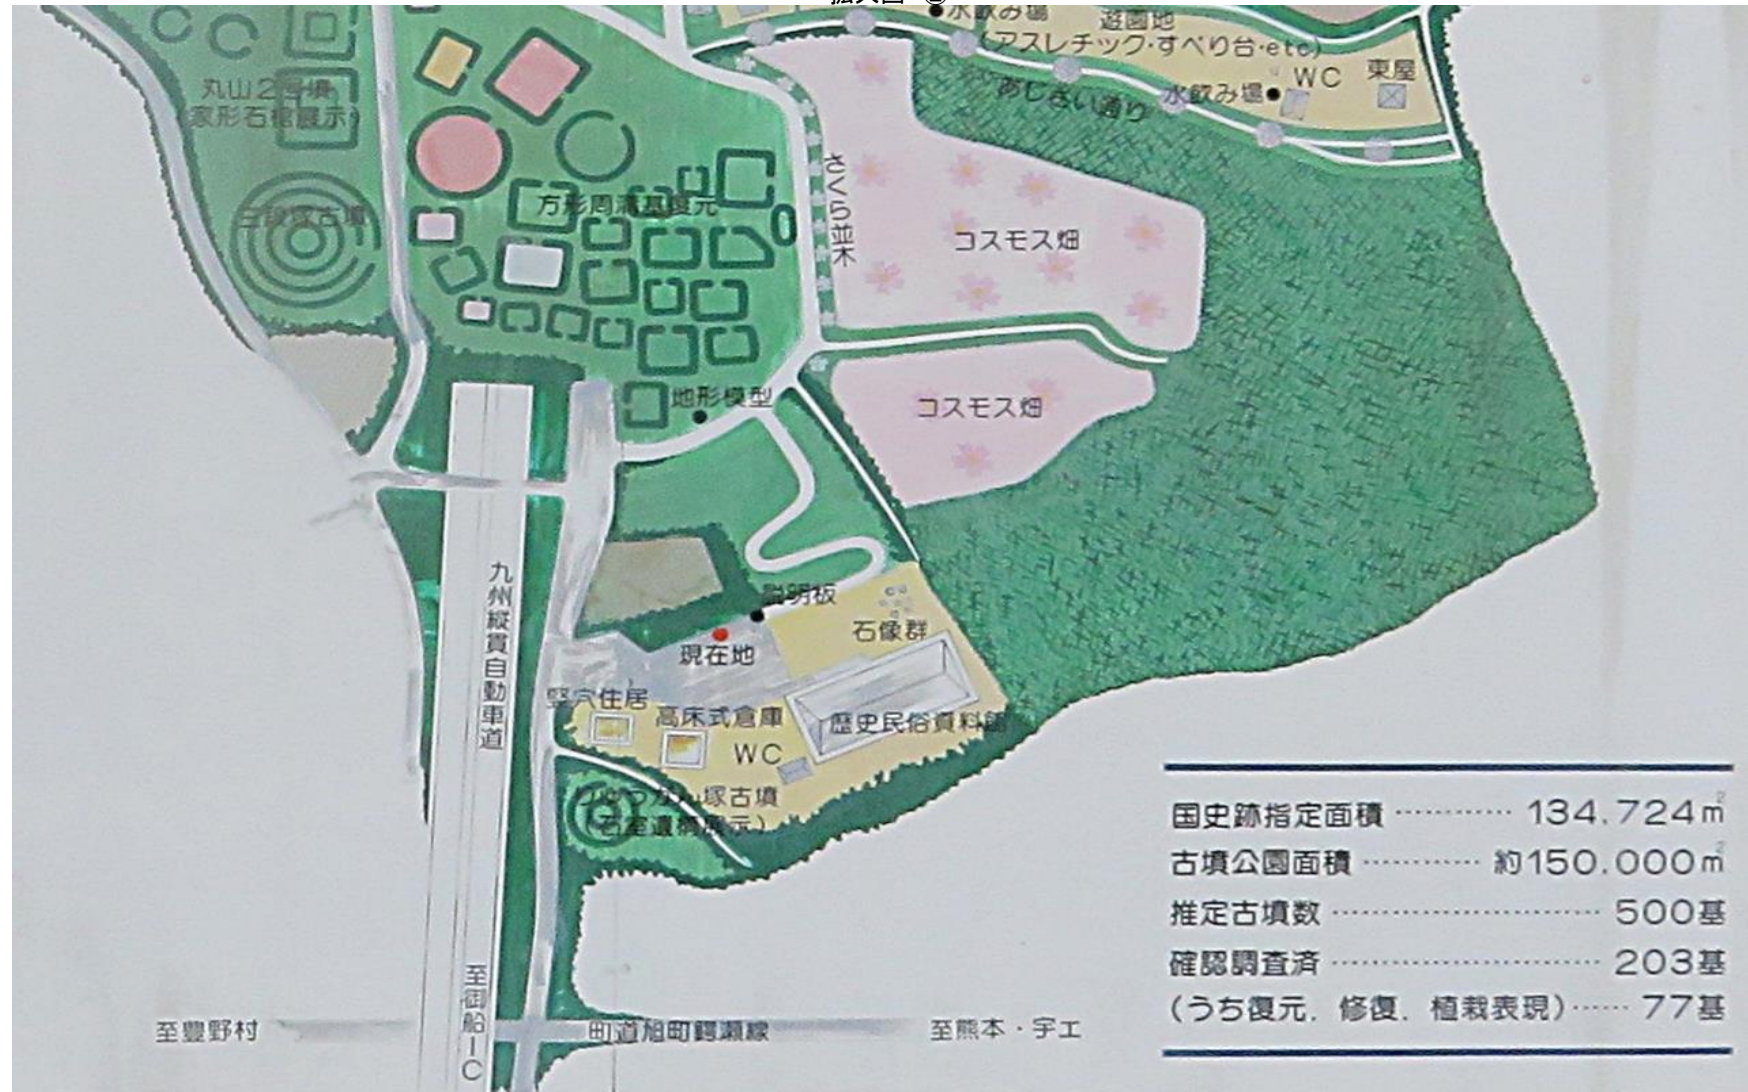 水飲み場
遊園地
(アスレチック・すべり台・etc)
あじさい通り
水飲み場
WC
東屋
丸山2号墳
(家形石棺展示)
三段塚古墳
方形周溝墓復元
さくら並木
コスモス畑
コスモス畑
地形模型
九州縦貫自動車道
説明板
現在地
石像群
竪穴住居
高床式倉庫
歴史民俗資料館
WC
塚古墳
至御船IC
至豊野村
町道旭町鰐瀬線
至熊本・宇土
国史跡指定面積 ………… 134.724㎡
古墳公園面積 ………… 約150.000㎡
推定古墳数 ………………………… 500基
確認調査済 ………………………… 203基
(うち復元. 修復. 植栽表現) …… 77基